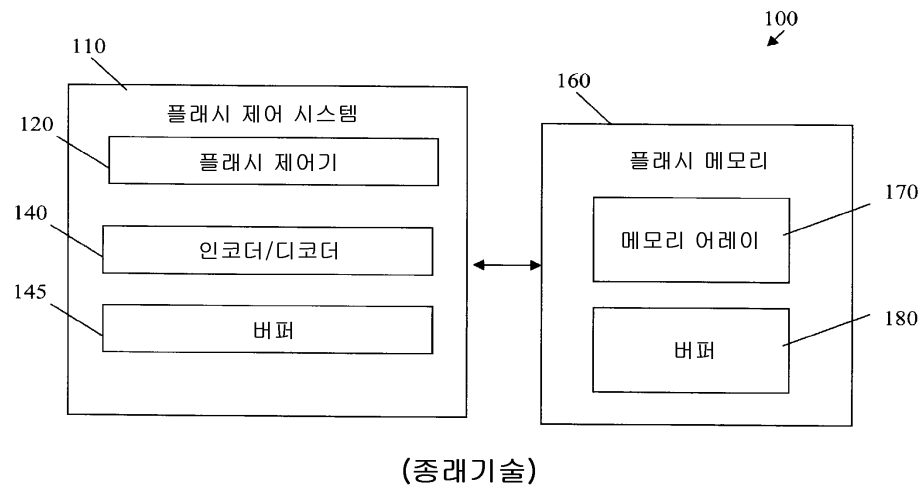 100
110
플래시 제어 시스템
120
플래시 제어기
140
인코더/디코더
145
버퍼
160
플래시 메모리
170
메모리 어레이
180
버퍼
(종래기술)